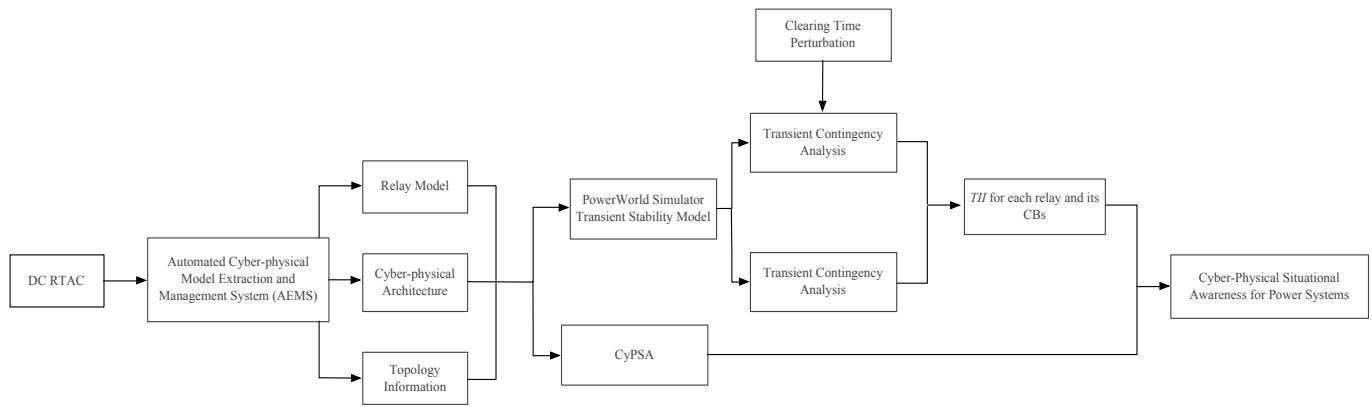 Clearing Time
Perturbation
Transient Contingency
Analysis
Relay Model
PowerWorld Simulator
Transient Stability Model
TII for each relay and its
CBs
DC RTAC
Automated Cyber-physical
Model Extraction and
Management System (AEMS)
Cyber-physical
Architecture
Transient Contingency
Analysis
Cyber-Physical Situational
Awareness for Power Systems
CyPSA
Topology
Information